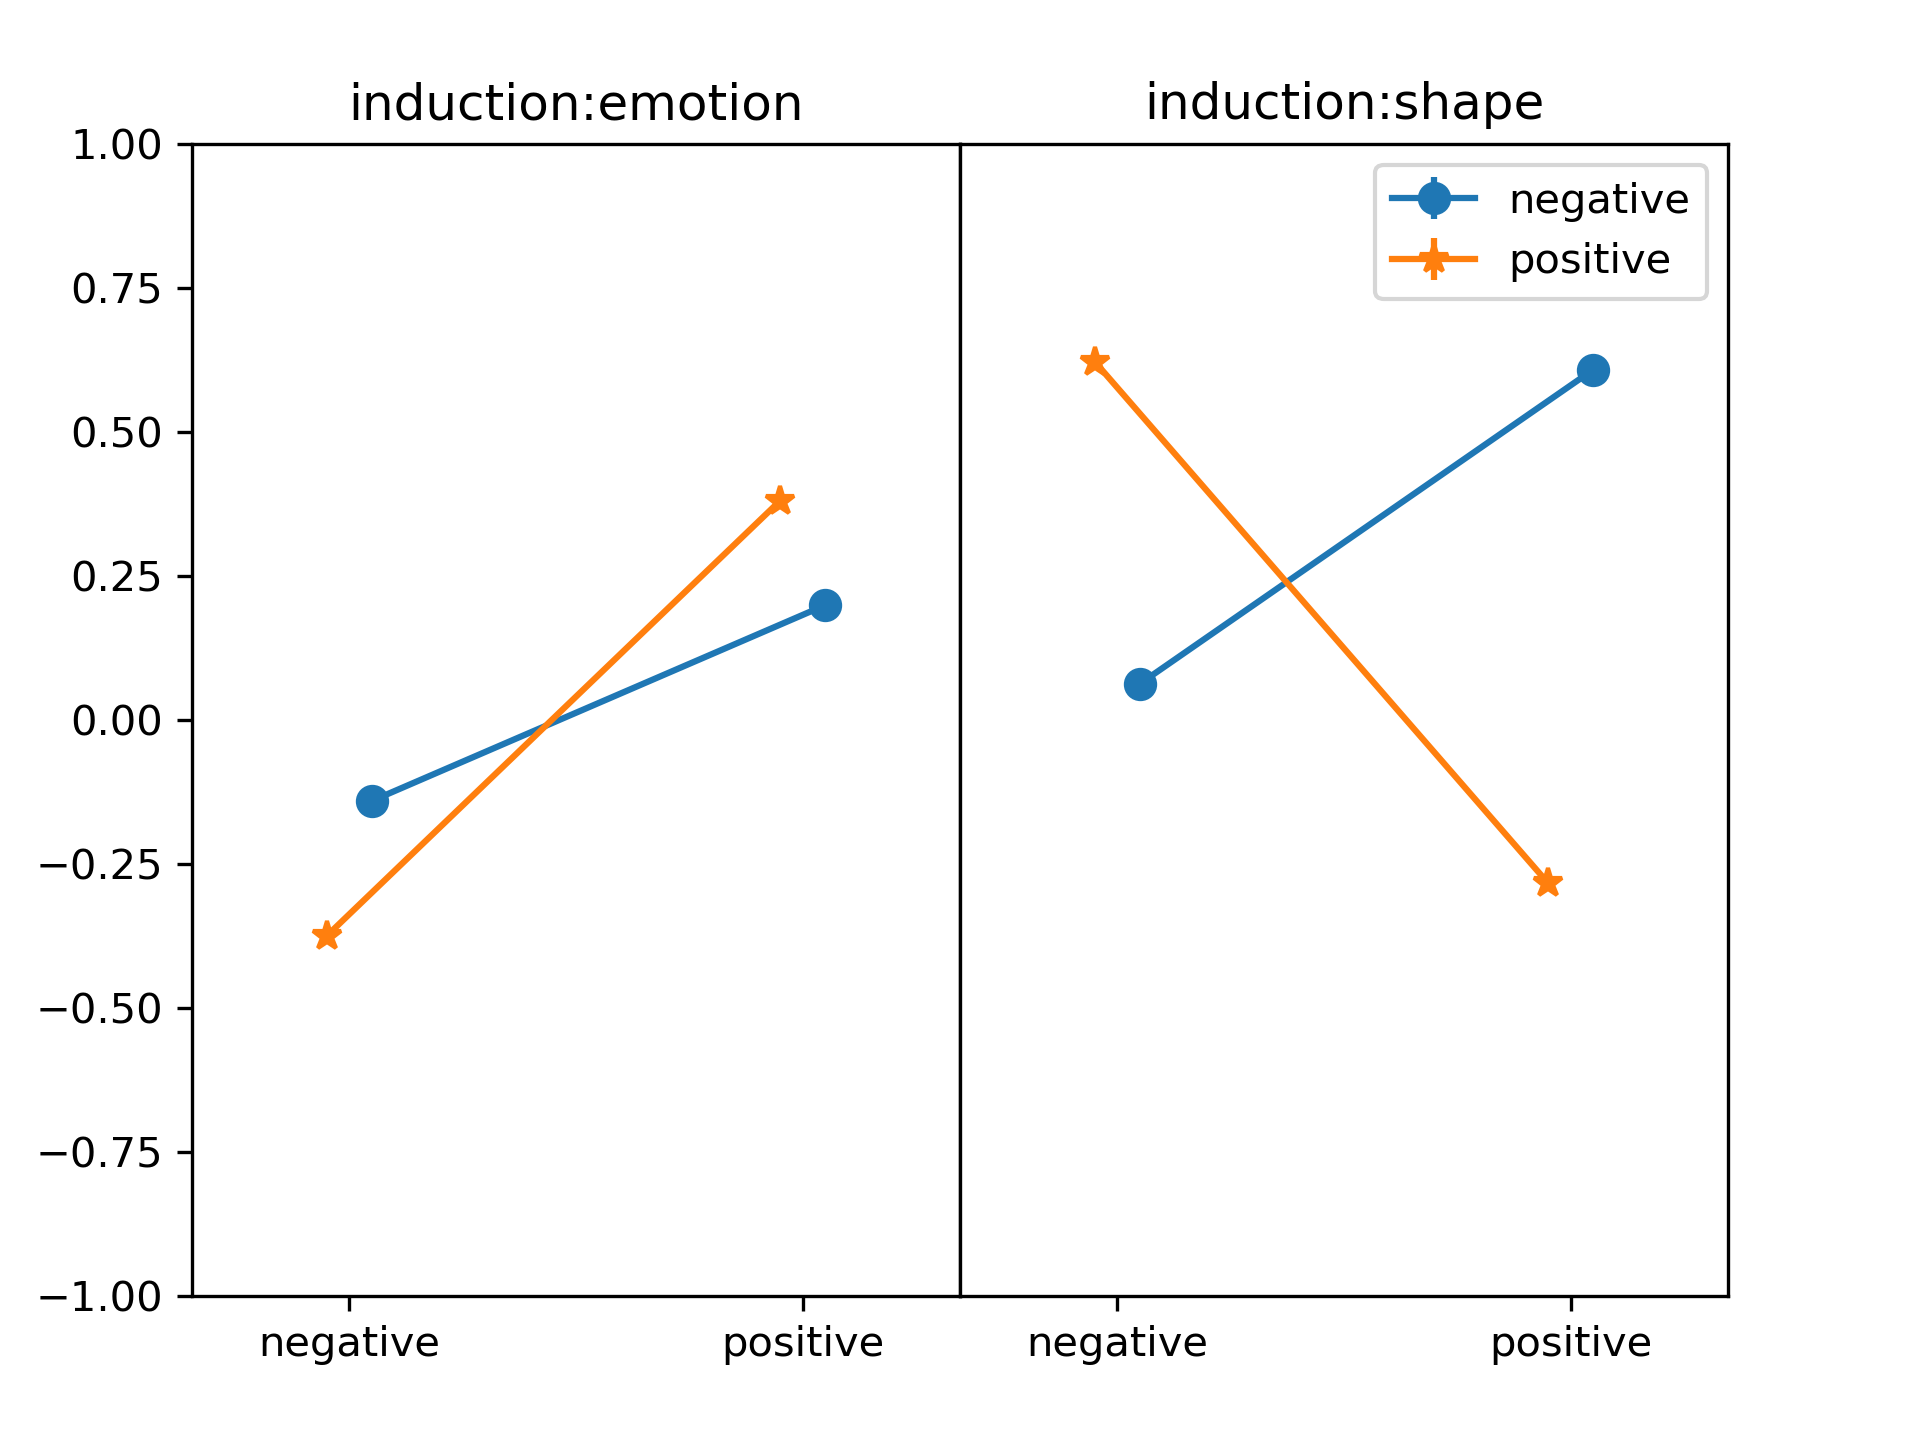 induction:emotion
induction:shape
1.00
0.75
0.50
0.25
0.00
−0.25
−0.50
−0.75
−1.00
negative
positive
negative positive negative positive